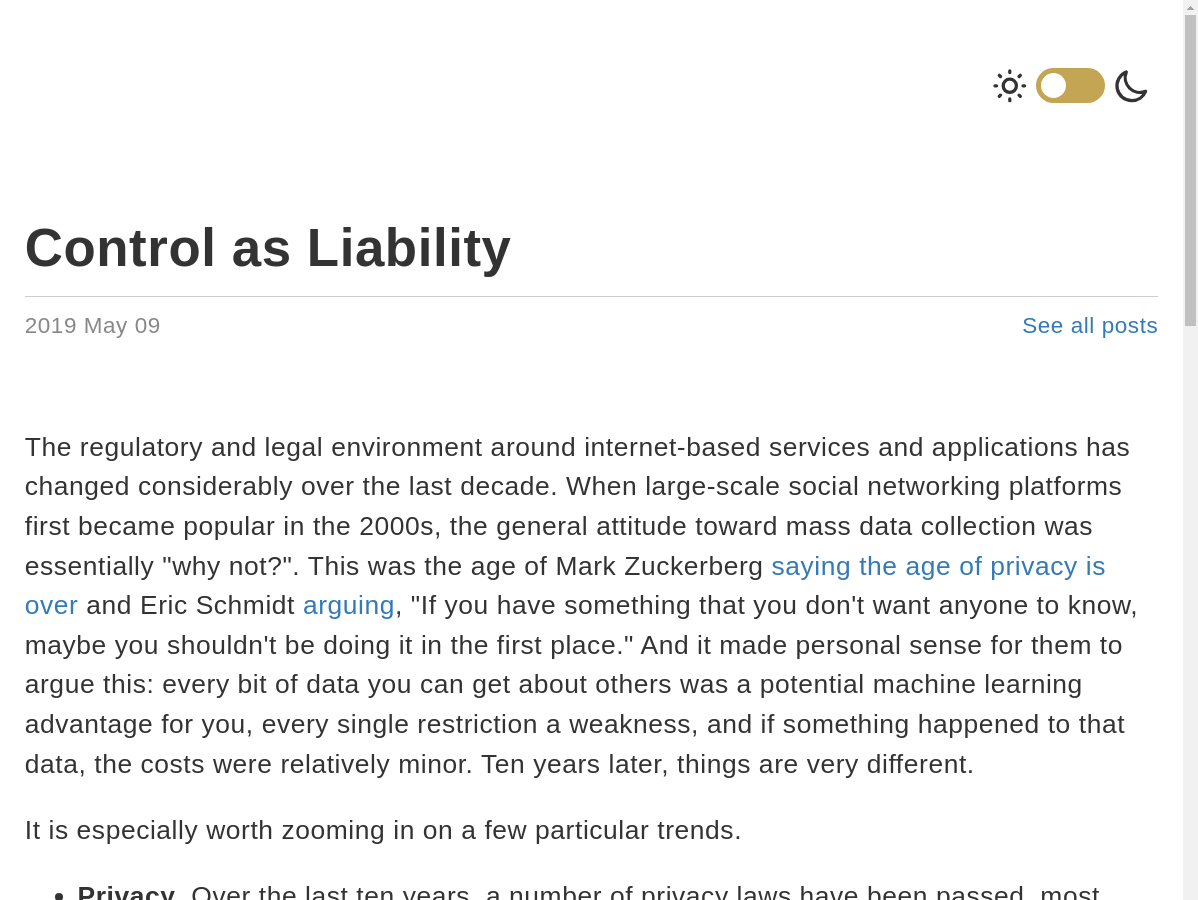 Control as Liability
2019 May 09
See all posts
The regulatory and legal environment around internet-based services and applications has
changed considerably over the last decade. When large-scale social networking platforms
first became popular in the 2000s, the general attitude toward mass data collection was
essentially "why not?". This was the age of Mark Zuckerberg saying the age of privacy is
over and Eric Schmidt arguing, "If you have something that you don't want anyone to know,
maybe you shouldn't be doing it in the first place." And it made personal sense for them to
argue this: every bit of data you can get about others was a potential machine learning
advantage for you, every single restriction a weakness, and if something happened to that
data, the costs were relatively minor. Ten years later, things are very different.
It is especially worth zooming in on a few particular trends.
• Privacy. Over the last ten years, a number of privacy laws have been passed, most